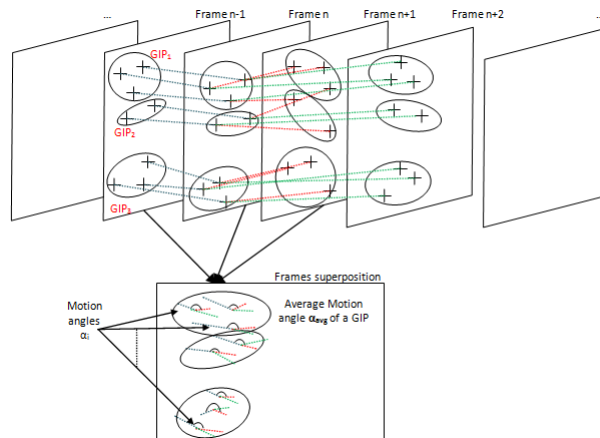 ... Frame n-1 Frame n Frame n+1 Frame n+2 ...
GIP1
GIP2
GIP3
Frames superposition
Motion
angles
αi
Average Motion
angle αavg of a GIP